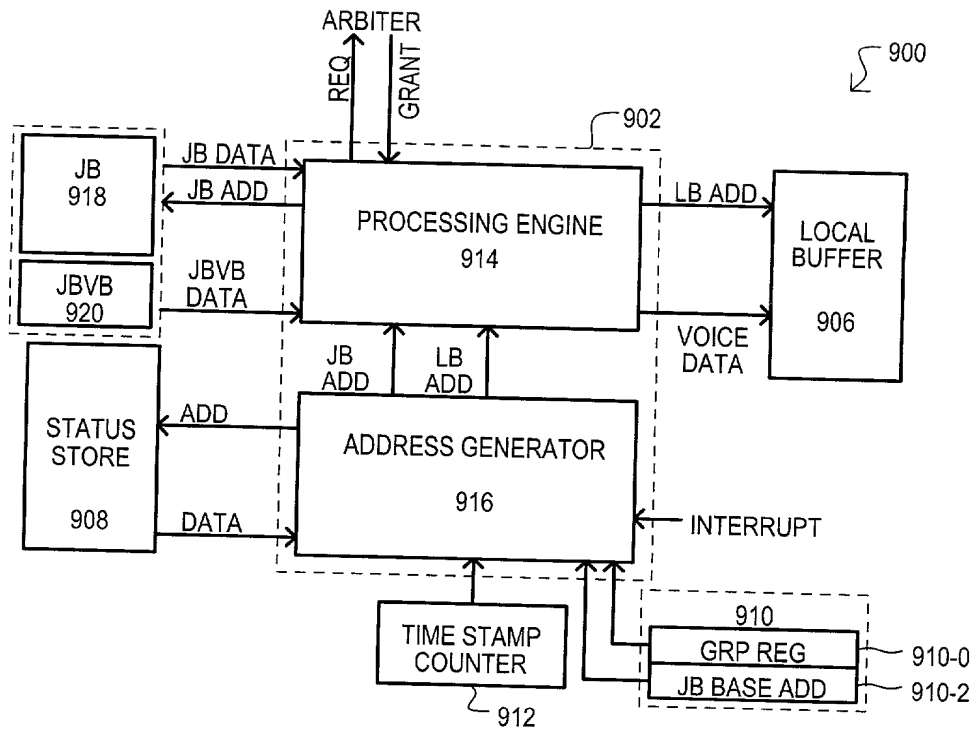 ARBITER
REQ
GRANT
900
902
JB
918
JB DATA
JB ADD
JBVB
920
JBVB
DATA
PROCESSING ENGINE
914
LB ADD
VOICE
DATA
LOCAL
BUFFER
906
JB
ADD
LB
ADD
STATUS
STORE
908
ADD
DATA
ADDRESS GENERATOR
916
INTERRUPT
TIME STAMP
COUNTER
912
910
GRP REG
910-0
JB BASE ADD
910-2